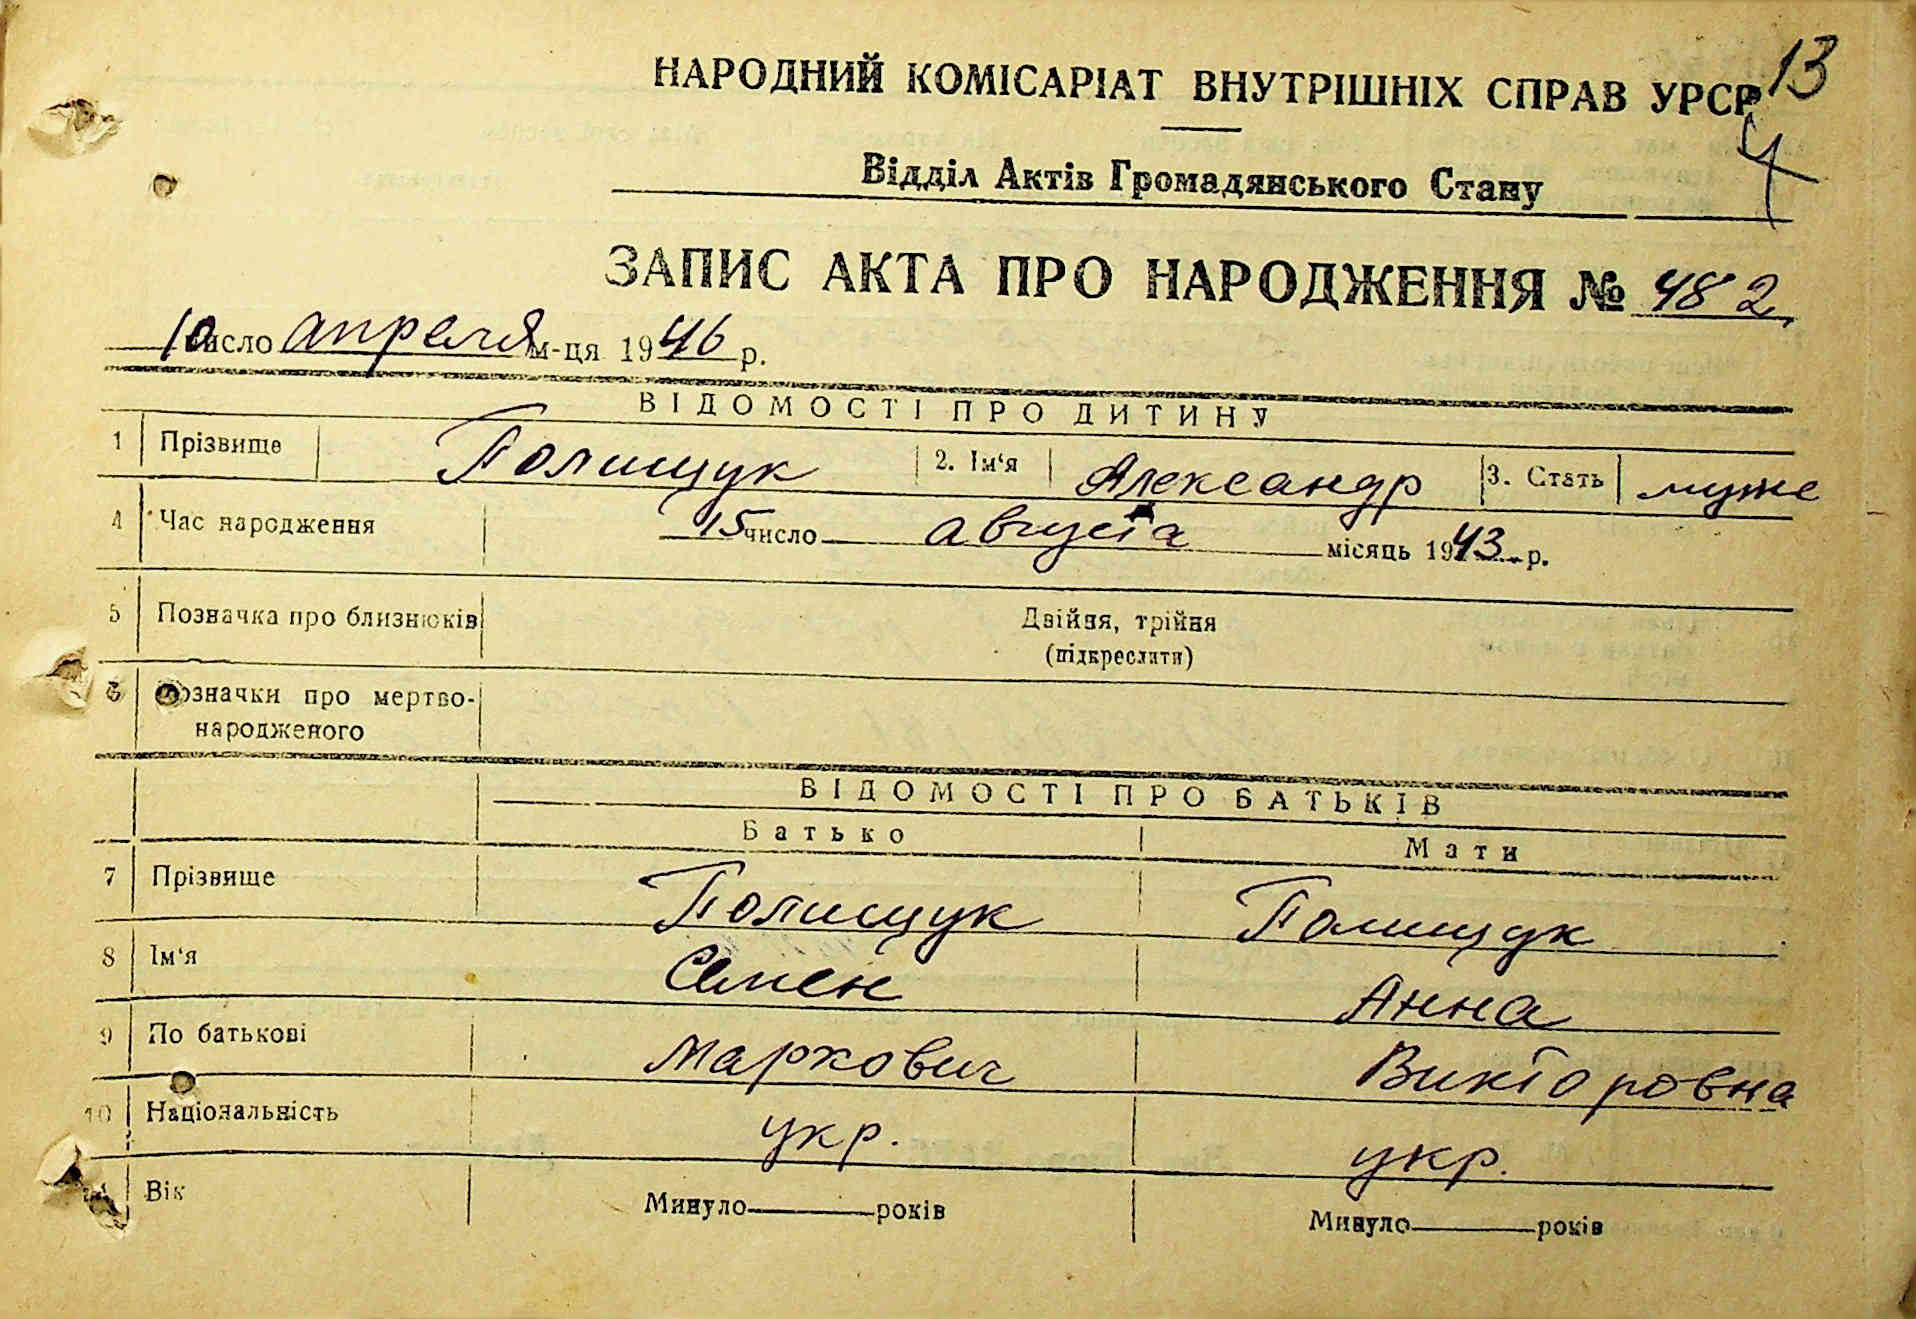 13
НАРОДНИЙ КОМІСАРІАТ ВНУТРІШНІХ СПРАВ УРСР
Відділ Актів Громадянського Стану
ЗАПИС АКТА ПРО НАРОДЖЕННЯ № 482
10 число апреля м-ця 1946 р.
ВІДОМОСТІ ПРО ДИТИНУ
1 Прізвище Полищук 2. Ім'я Александр 3. Стать муже
4 Час народження 15 число августа місяць 1943 р.
5 Позначка про близнюків Двійня, трійня
(підкреслити)
6 Позначки про мертво-
народженого
ВІДОМОСТІ ПРО БАТЬКІВ
Батько Мати
7 Прізвище Полищук Полищук
8 Ім'я Семен Анна
9 По батькові Маркович Викторовна
10 Національність укр. укр.
11 Вік Минуло років Минуло років